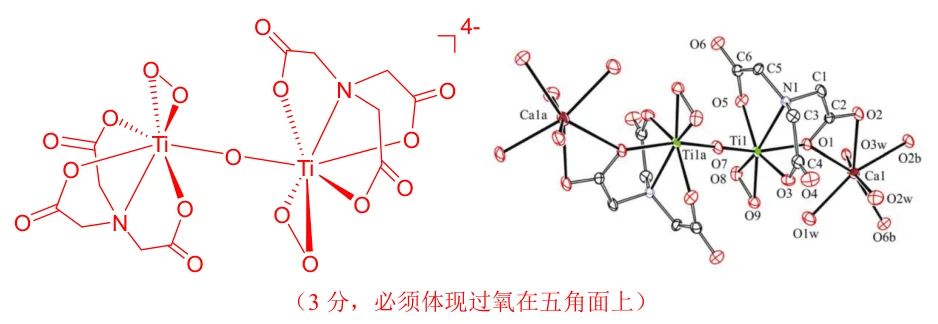 4-
O
O
O
O
Ti
O
O
O
N
O
O
O
O
N
O
O
Ti
O
O
O
O
O
O6
C6
C5
N1
C1
O5
C3
C2
O2
Ca1a
Ti1a
O7
Ti1
O1
O3w
O2b
O8
O9
O3
C4
O4
Ca1
O2w
O1w
O6b
(3 分，必须体现过氧在五角面上)